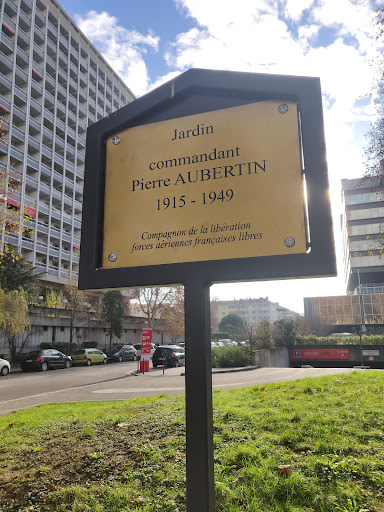 Jardin
commandant
Pierre AUBERTIN
1915 - 1949
Compagnon de la libération
forces aériennes françaises libres